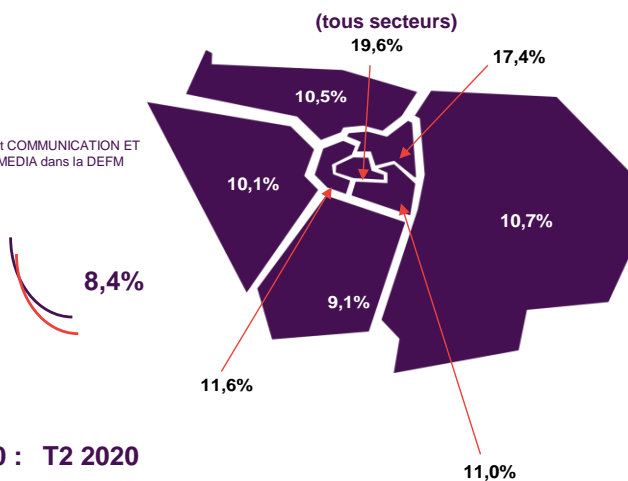 (tous secteurs)
19,6%
17,4%
10,5%
t COMMUNICATION ET
MEDIA dans la DEFM
10,1%
10,7%
8,4%
9,1%
11,6%
0 : T2 2020
11,0%